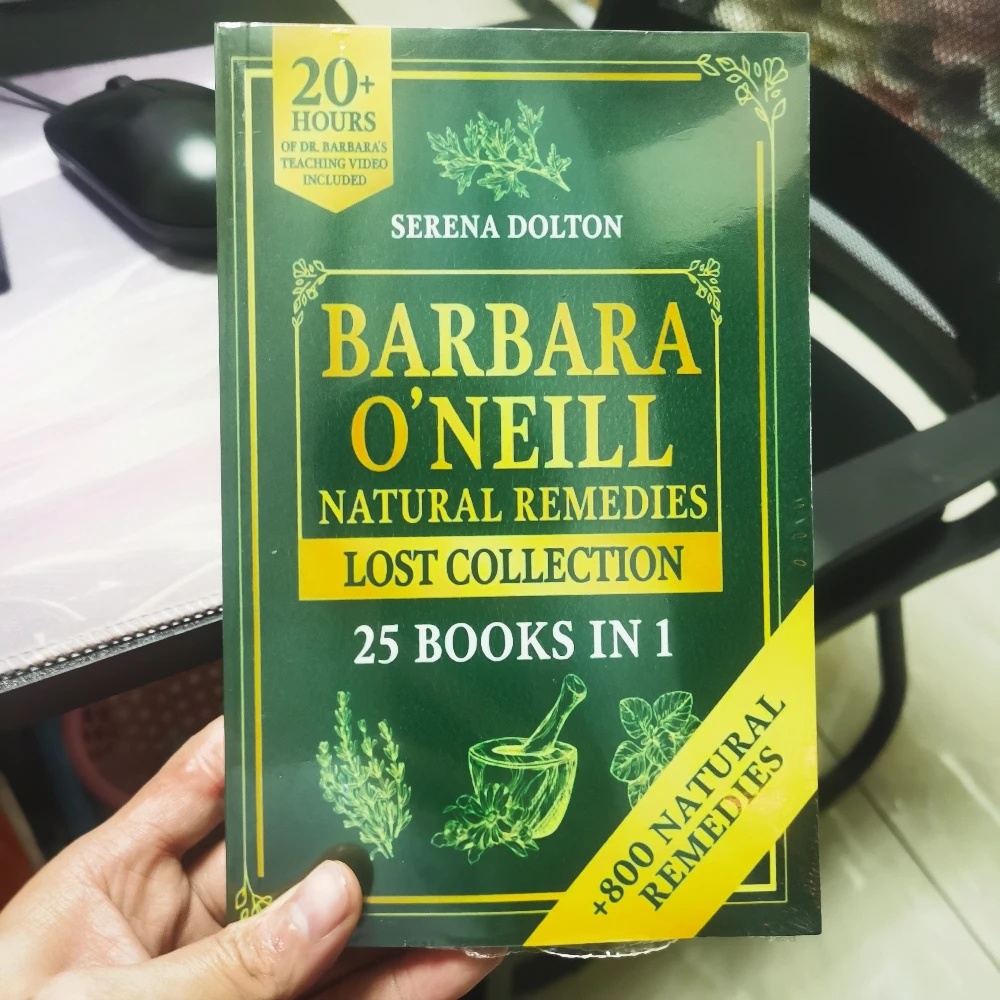 20+
HOURS
OF DR. BARBARA'S
TEACHING VIDEO
INCLUDED
SERENA DOLTON
BARBARA
O'NEILL
NATURAL REMEDIES
LOST COLLECTION
25 BOOKS IN 1
+800 NATURAL
REMEDIES